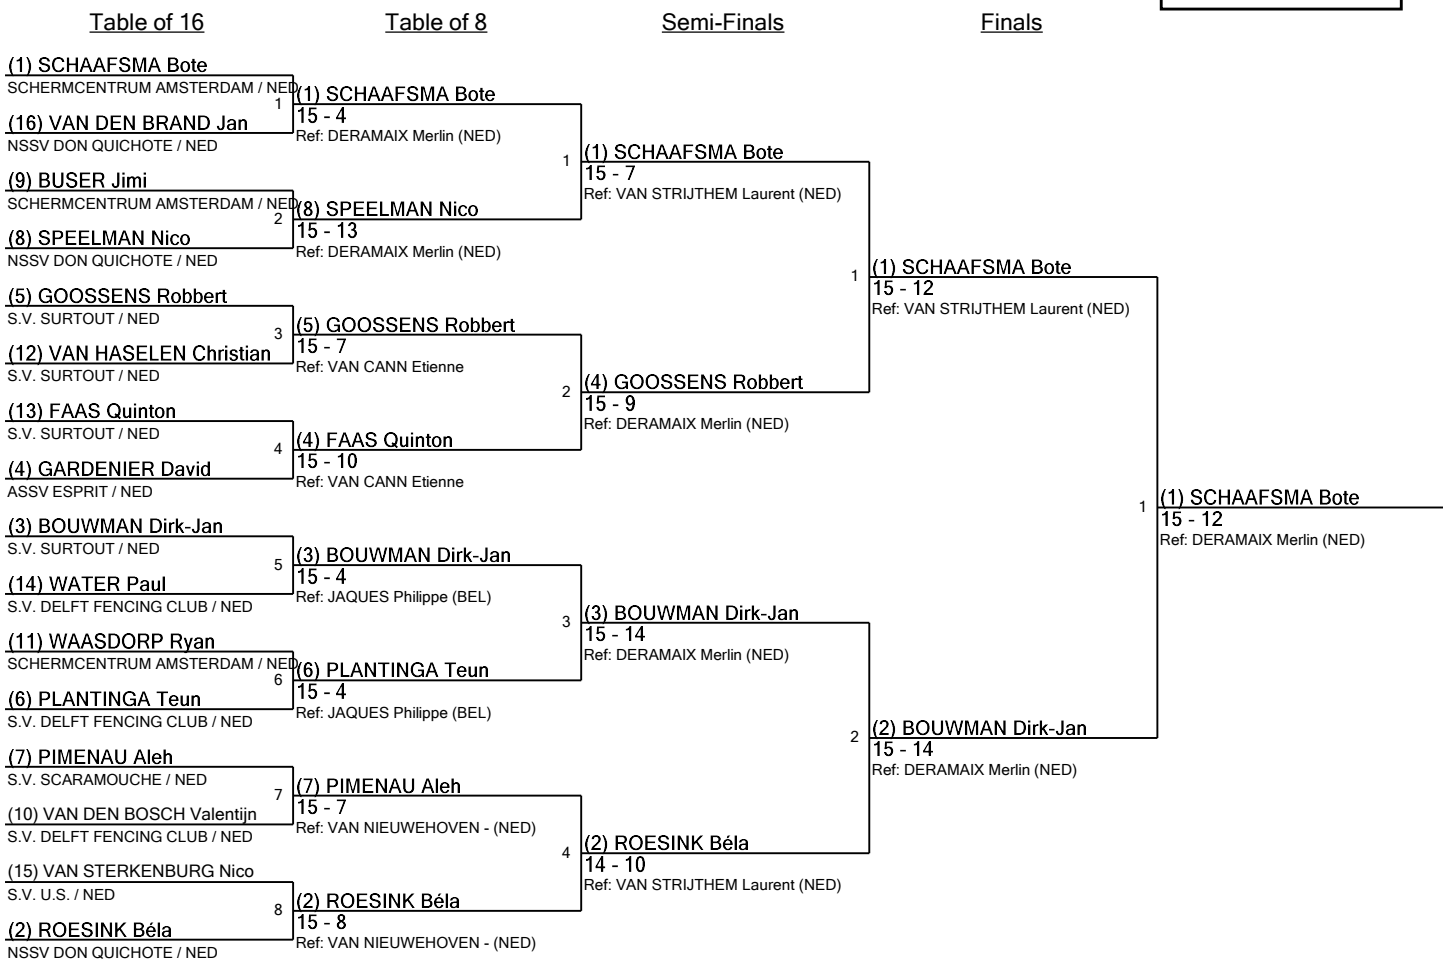 Table of 16
Table of 8
Semi-Finals
Finals
(1) SCHAAFSMA Bote
SCHERMCENTRUM AMSTERDAM / NED
1
(16) VAN DEN BRAND Jan
NSSV DON QUICHOTE / NED
(9) BUSER Jimi
SCHERMCENTRUM AMSTERDAM / NED
2
(8) SPEELMAN Nico
NSSV DON QUICHOTE / NED
(5) GOOSSENS Robbert
S.V. SURTOUT / NED
3
(12) VAN HASELEN Christian
S.V. SURTOUT / NED
(13) FAAS Quinton
S.V. SURTOUT / NED
4
(4) GARDENIER David
ASSV ESPRIT / NED
(3) BOUWMAN Dirk-Jan
S.V. SURTOUT / NED
5
(14) WATER Paul
S.V. DELFT FENCING CLUB / NED
(11) WAASDORP Ryan
SCHERMCENTRUM AMSTERDAM / NED
6
(6) PLANTINGA Teun
S.V. DELFT FENCING CLUB / NED
(7) PIMENAU Aleh
S.V. SCARAMOUCHE / NED
7
(10) VAN DEN BOSCH Valentijn
S.V. DELFT FENCING CLUB / NED
(15) VAN STERKENBURG Nico
S.V. U.S. / NED
8
(2) ROESINK Béla
NSSV DON QUICHOTE / NED
(1) SCHAAFSMA Bote
15 - 4
Ref: DERAMAIX Merlin (NED)
1
(8) SPEELMAN Nico
15 - 13
Ref: DERAMAIX Merlin (NED)
(5) GOOSSENS Robbert
15 - 7
Ref: VAN CANN Etienne
2
(4) FAAS Quinton
15 - 10
Ref: VAN CANN Etienne
(3) BOUWMAN Dirk-Jan
15 - 4
Ref: JAQUES Philippe (BEL)
3
(6) PLANTINGA Teun
15 - 4
Ref: JAQUES Philippe (BEL)
(7) PIMENAU Aleh
15 - 7
Ref: VAN NIEUWEHOVEN - (NED)
4
(2) ROESINK Béla
15 - 8
Ref: VAN NIEUWEHOVEN - (NED)
(1) SCHAAFSMA Bote
15 - 7
Ref: VAN STRIJTHEM Laurent (NED)
1
(4) GOOSSENS Robbert
15 - 9
Ref: DERAMAIX Merlin (NED)
(3) BOUWMAN Dirk-Jan
15 - 14
Ref: DERAMAIX Merlin (NED)
2
(2) ROESINK Béla
14 - 10
Ref: VAN STRIJTHEM Laurent (NED)
(1) SCHAAFSMA Bote
15 - 12
Ref: VAN STRIJTHEM Laurent (NED)
1
(2) BOUWMAN Dirk-Jan
15 - 14
Ref: DERAMAIX Merlin (NED)
(1) SCHAAFSMA Bote
15 - 12
Ref: DERAMAIX Merlin (NED)